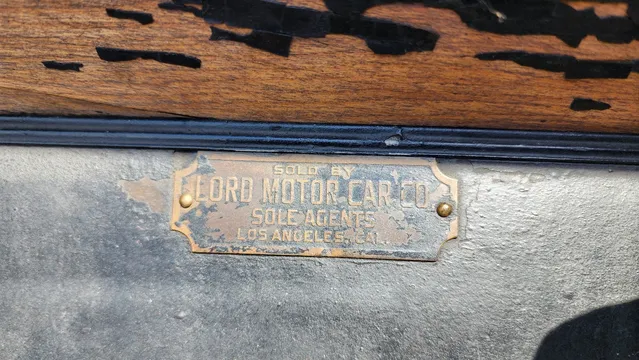 SOLD BY
LORD MOTOR CAR CO.
SOLE AGENTS
LOS ANGELES, CAL.